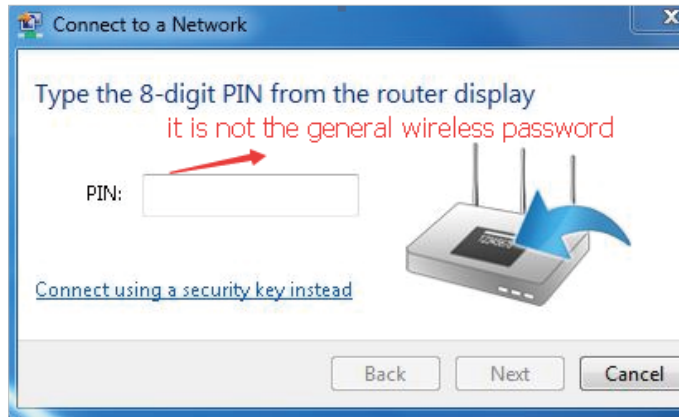 Connect to a Network
Type the 8-digit PIN from the router display
it is not the general wireless password
PIN:
12345670
Connect using a security key instead
Back
Next
Cancel